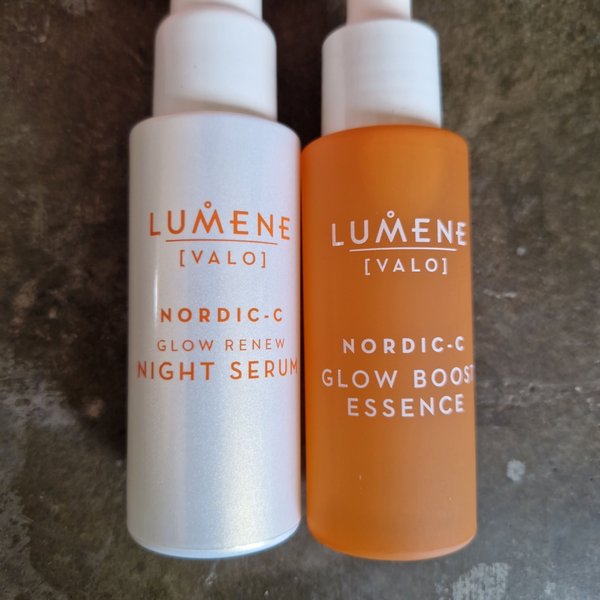 LUMENE
[VALO]
NORDIC-C
GLOW RENEW
NIGHT SERUM
LUMENE
[VALO]
NORDIC-C
GLOW BOOST
ESSENCE